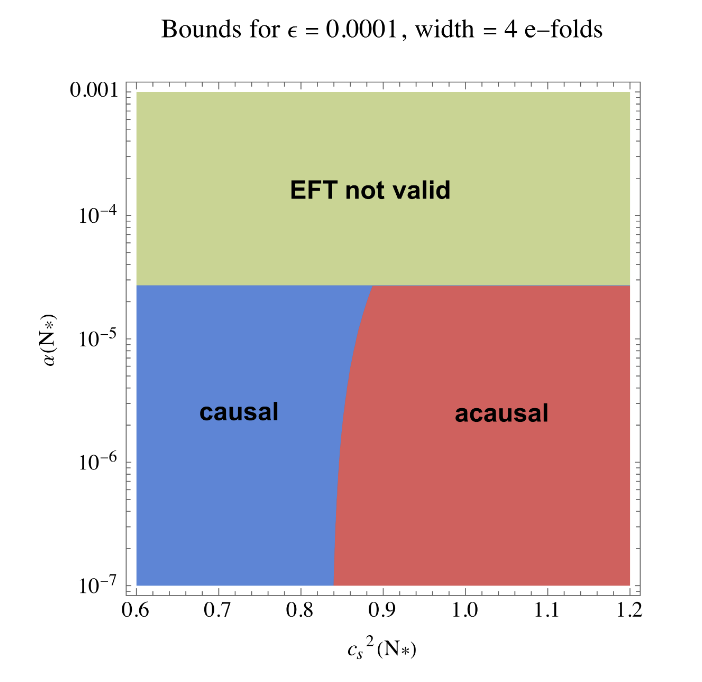 Bounds for ϵ = 0.0001, width = 4 e–folds
0.001
EFT not valid
10⁻⁴
α(N*)
10⁻⁵
causal
acausal
10⁻⁶
10⁻⁷
0.6 0.7 0.8 0.9 1.0 1.1 1.2
cₛ²(N*)